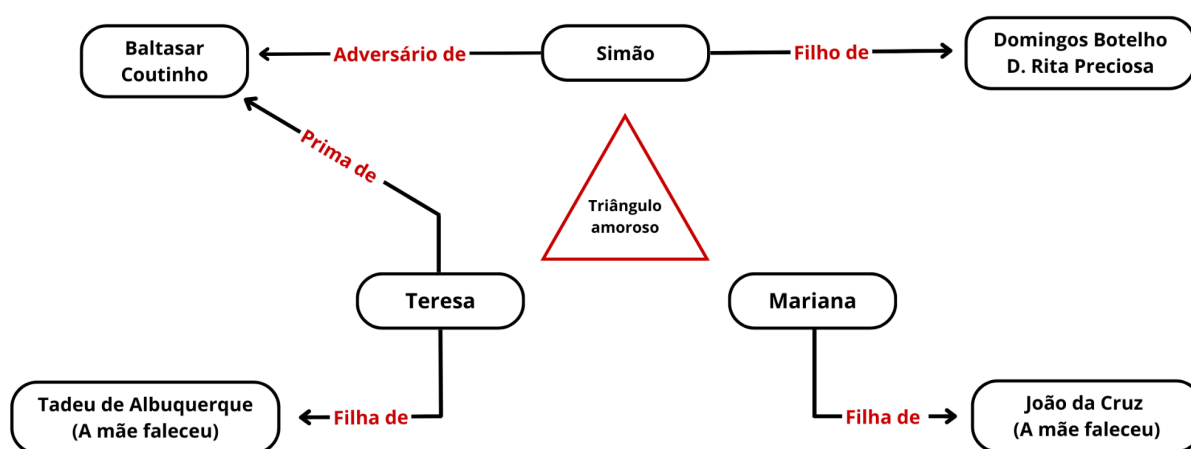 Baltasar
Coutinho
Adversário de
Simão
Filho de
Domingos Botelho
D. Rita Preciosa
Prima de
Triângulo
amoroso
Teresa
Mariana
Tadeu de Albuquerque
(A mãe faleceu)
Filha de
Filha de
João da Cruz
(A mãe faleceu)